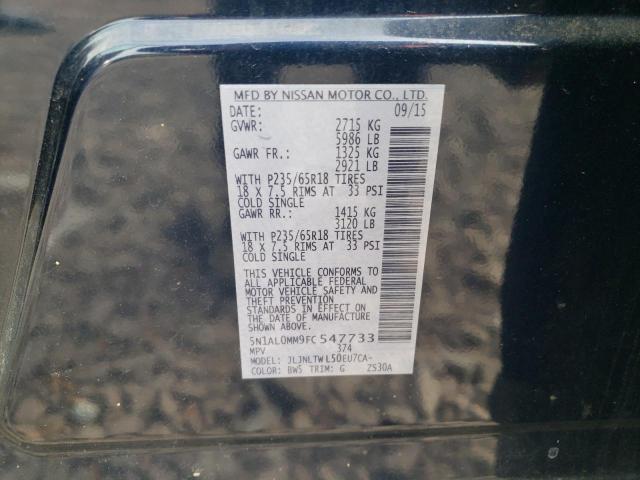 MFD BY NISSAN MOTOR CO., LTD.
DATE: 09/15
GVWR: 2715 KG
5986 LB
GAWR FR.: 1325 KG
2921 LB
WITH P235/65R18 TIRES
18 X 7.5 RIMS AT 33 PSI
COLD SINGLE
GAWR RR.: 1415 KG
3120 LB
WITH P235/65R18 TIRES
18 X 7.5 RIMS AT 33 PSI
COLD SINGLE
THIS VEHICLE CONFORMS TO
ALL APPLICABLE FEDERAL
MOTOR VEHICLE SAFETY AND
THEFT PREVENTION
STANDARDS IN EFFECT ON
THE DATE OF MANUFACTURE
SHOWN ABOVE.
5N1AL0MM9FC547733
MPV 374
MODEL: JLJNLTWL50EU7CA-
COLOR: BW5 TRIM: G ZS30A